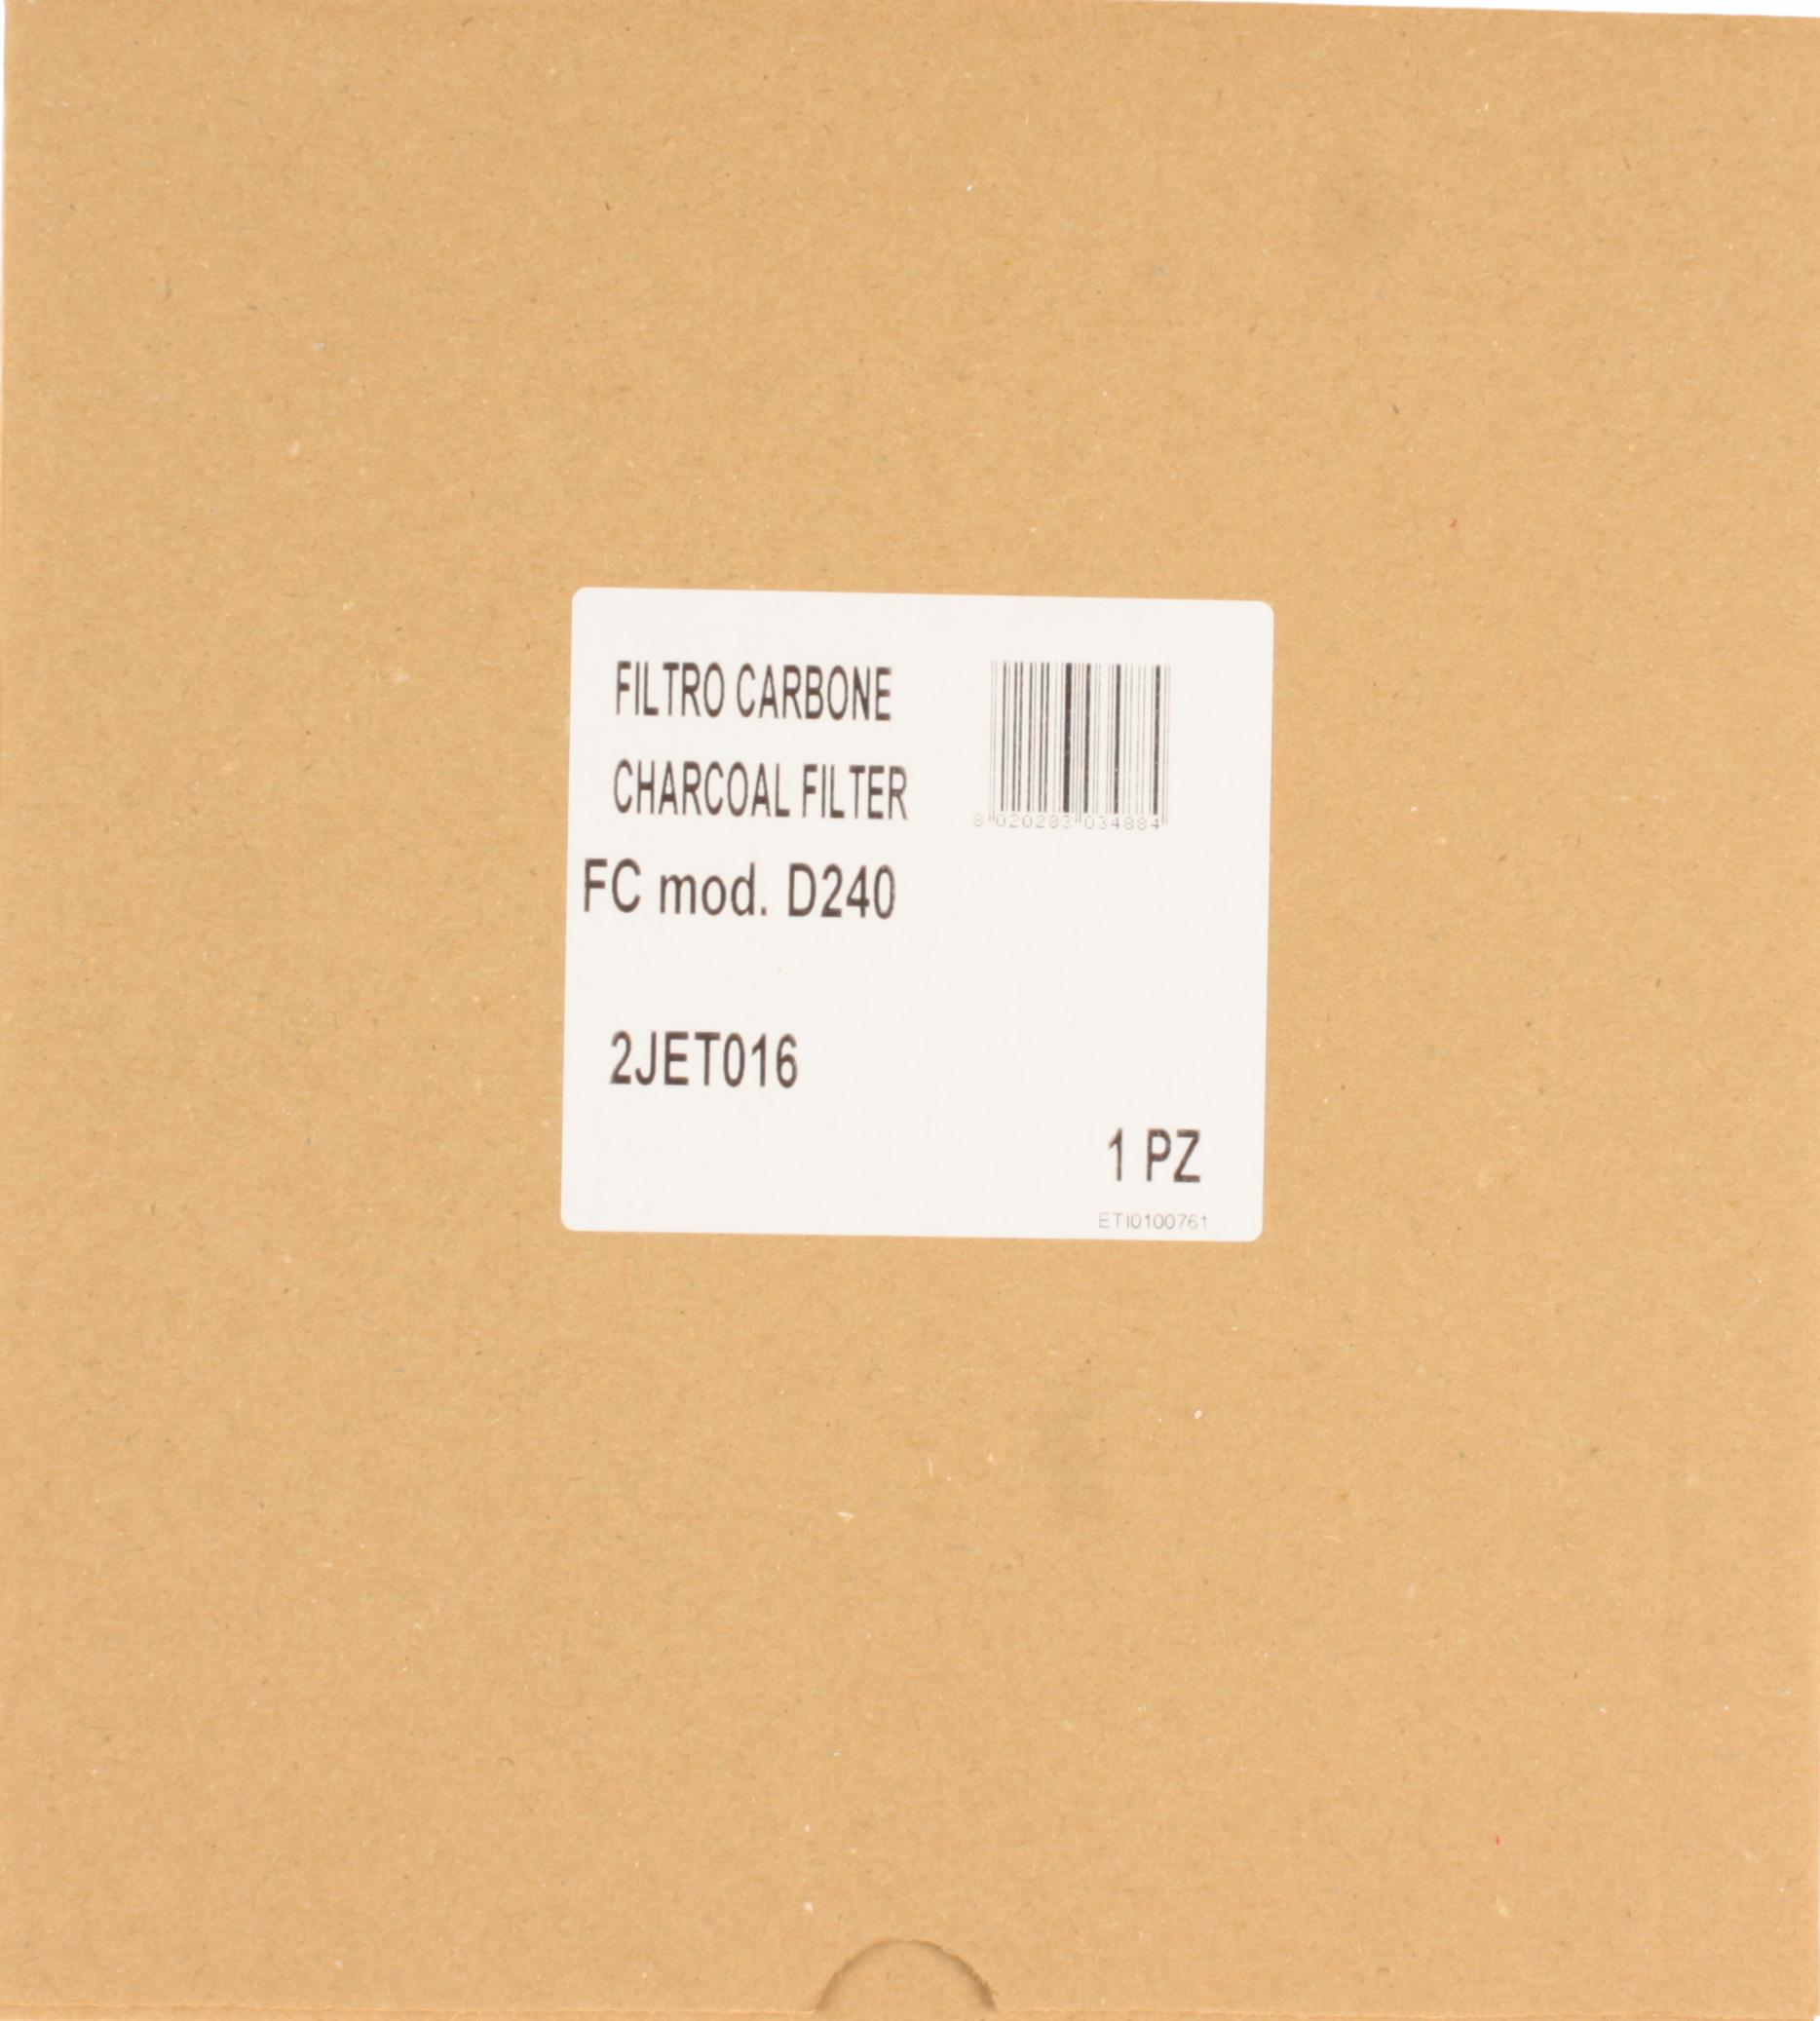 FILTRO CARBONE
CHARCOAL FILTER
8 020283 034884
FC mod. D240
2JET016
1 PZ
ETI0100761